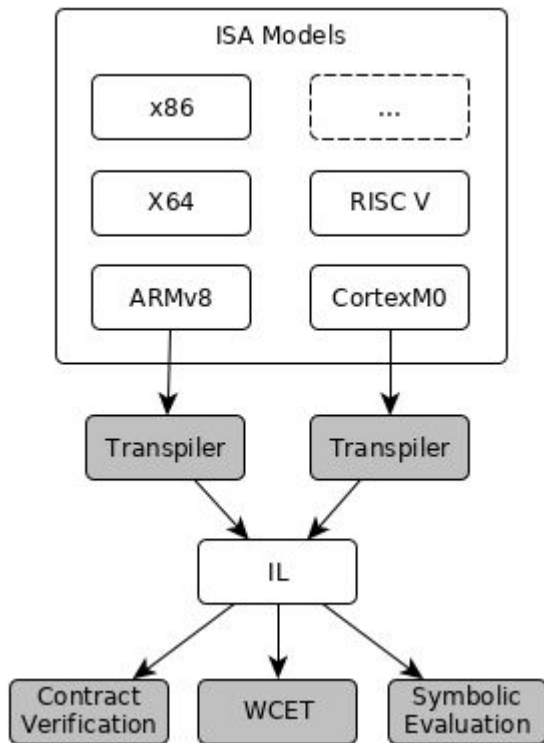 ISA Models
x86
...
X64
RISC V
ARMv8
CortexM0
Transpiler
Transpiler
IL
Contract
Verification
WCET
Symbolic
Evaluation